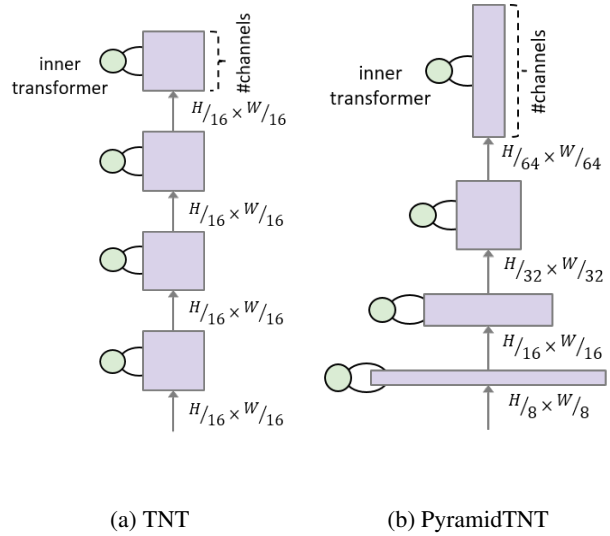 inner
transformer
#channels
H/16 × W/16
H/16 × W/16
H/16 × W/16
H/16 × W/16
(a) TNT
inner
transformer
#channels
H/64 × W/64
H/32 × W/32
H/16 × W/16
H/8 × W/8
(b) PyramidTNT